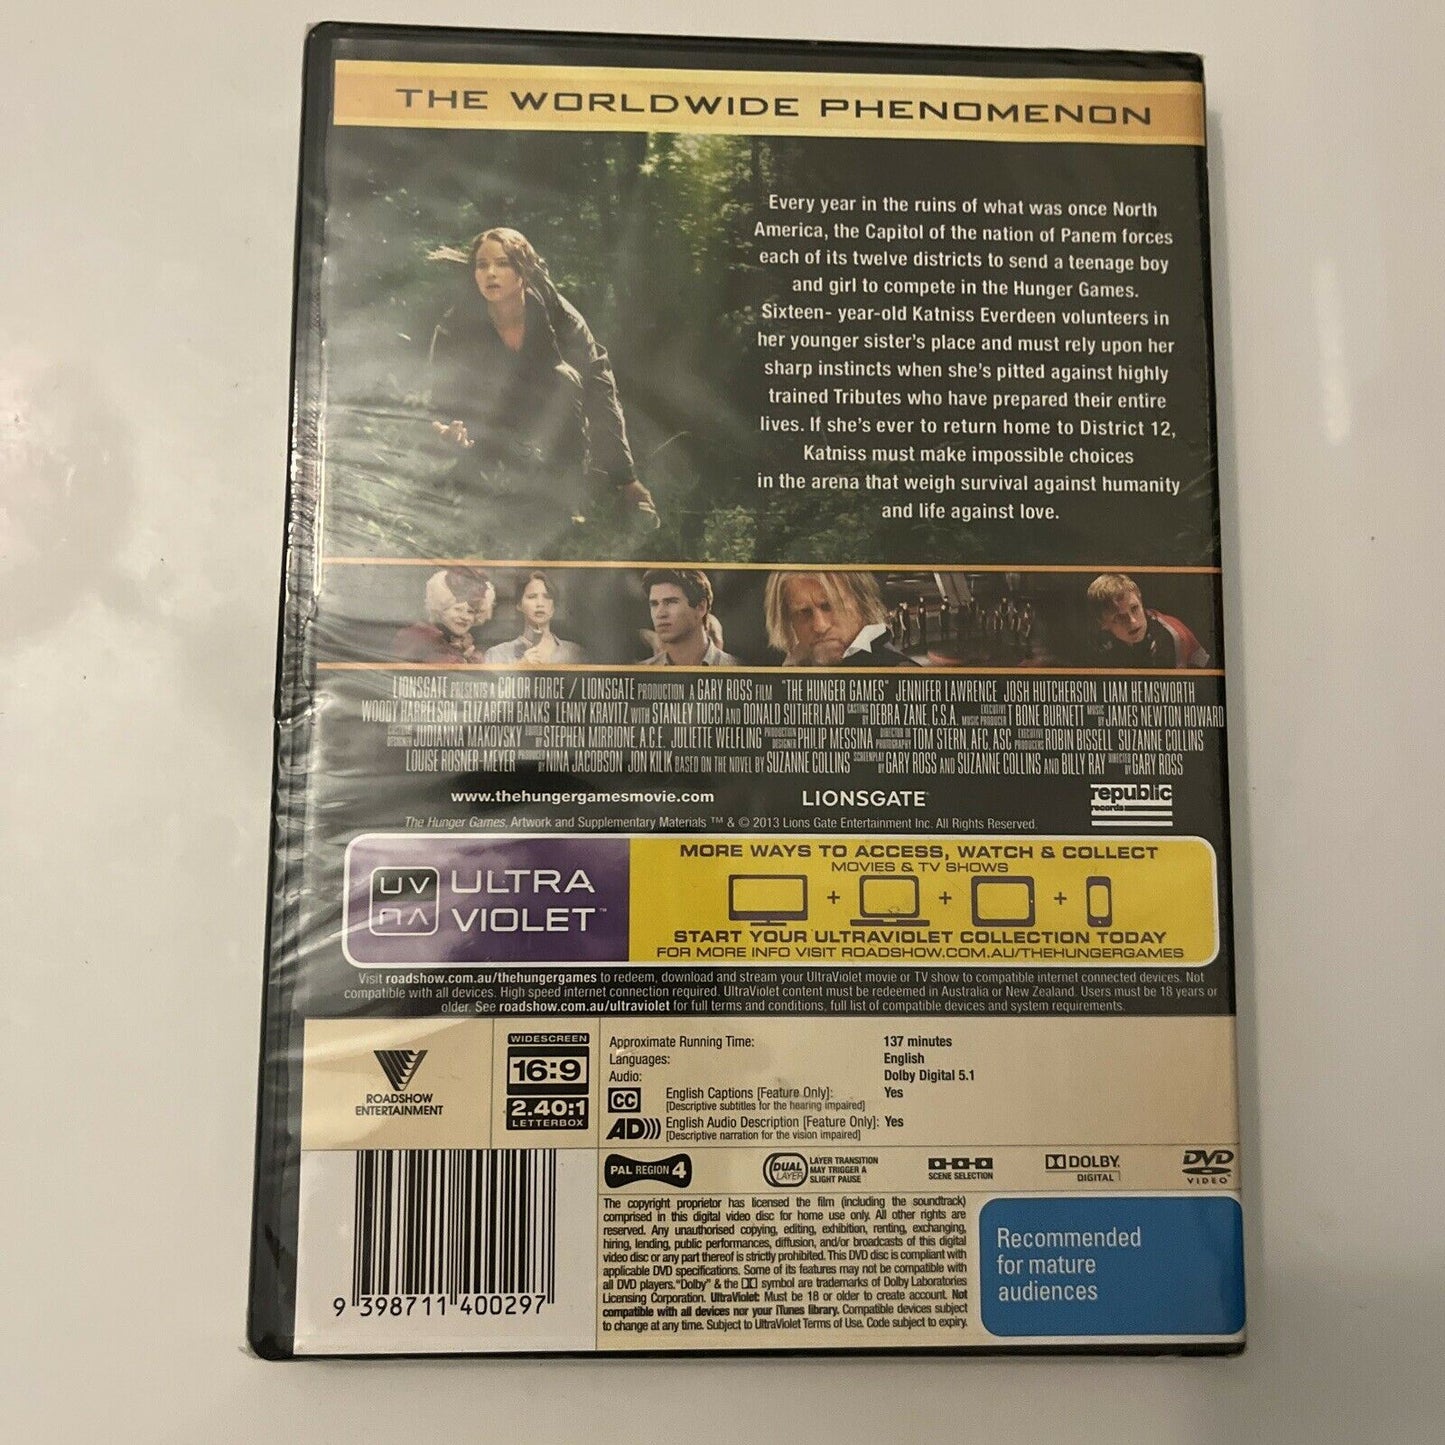 THE WORLDWIDE PHENOMENON
Every year in the ruins of what was once North
America, the Capitol of the nation of Panem forces
each of its twelve districts to send a teenage boy
and girl to compete in the Hunger Games.
Sixteen- year-old Katniss Everdeen volunteers in
her younger sister's place and must rely upon her
sharp instincts when she's pitted against highly
trained Tributes who have prepared their entire
lives. If she's ever to return home to District 12,
Katniss must make impossible choices
in the arena that weigh survival against humanity
and life against love.
LIONSGATE PRESENTS A COLOR FORCE / LIONSGATE PRODUCTION A GARY ROSS FILM "THE HUNGER GAMES" JENNIFER LAWRENCE JOSH HUTCHERSON LIAM HEMSWORTH
WOODY HARRELSON ELIZABETH BANKS LENNY KRAVITZ WITH STANLEY TUCCI AND DONALD SUTHERLAND CASTING BY DEBRA ZANE, C.S.A. EXECUTIVE MUSIC PRODUCER T BONE BURNETT MUSIC BY JAMES NEWTON HOWARD
COSTUME DESIGNER JUDIANNA MAKOVSKY EDITED BY STEPHEN MIRRIONE, A.C.E. JULIETTE WELFLING PRODUCTION DESIGNER PHILIP MESSINA DIRECTOR OF PHOTOGRAPHY TOM STERN, AFC, ASC EXECUTIVE PRODUCERS ROBIN BISSELL SUZANNE COLLINS
LOUISE ROSNER-MEYER PRODUCED BY NINA JACOBSON JON KILIK BASED ON THE NOVEL BY SUZANNE COLLINS SCREENPLAY BY GARY ROSS AND SUZANNE COLLINS AND BILLY RAY DIRECTED BY GARY ROSS
www.thehungergamesmovie.com LIONSGATE® republic records
The Hunger Games, Artwork and Supplementary Materials ™ & © 2013 Lions Gate Entertainment Inc. All Rights Reserved.
UV UV ULTRA VIOLET™
MORE WAYS TO ACCESS, WATCH & COLLECT
MOVIES & TV SHOWS
+ + +
START YOUR ULTRAVIOLET COLLECTION TODAY
FOR MORE INFO VISIT ROADSHOW.COM.AU/THEHUNGERGAMES
Visit roadshow.com.au/thehungergames to redeem, download and stream your UltraViolet movie or TV show to compatible internet connected devices. Not
compatible with all devices. High speed internet connection required. UltraViolet content must be redeemed in Australia or New Zealand. Users must be 18 years or
older. See roadshow.com.au/ultraviolet for full terms and conditions, full list of compatible devices and system requirements.
ROADSHOW
ENTERTAINMENT
WIDESCREEN
16:9
2.40:1
LETTERBOX
Approximate Running Time: 137 minutes
Languages: English
Audio: Dolby Digital 5.1
CC English Captions [Feature Only]: Yes
[Descriptive subtitles for the hearing impaired]
AD))) English Audio Description [Feature Only]: Yes
[Descriptive narration for the vision impaired]
PAL REGION 4
DUAL LAYER
LAYER TRANSITION
MAY TRIGGER A
SLIGHT PAUSE
SCENE SELECTION
DOLBY
DIGITAL
DVD
VIDEO
The copyright proprietor has licensed the film (including the soundtrack)
comprised in this digital video disc for home use only. All other rights are
reserved. Any unauthorised copying, editing, exhibition, renting, exchanging,
hiring, lending, public performances, diffusion, and/or broadcasts of this digital
video disc or any part thereof is strictly prohibited. This DVD disc is compliant with
applicable DVD specifications. Some of its features may not be compatible with
all DVD players. "Dolby" & the symbol are trademarks of Dolby Laboratories
Licensing Corporation. UltraViolet: Must be 18 or older to create account. Not
compatible with all devices nor your iTunes library. Compatible devices subject
to change at any time. Subject to UltraViolet Terms of Use. Code subject to expiry.
Recommended
for mature
audiences
9 398711 400297